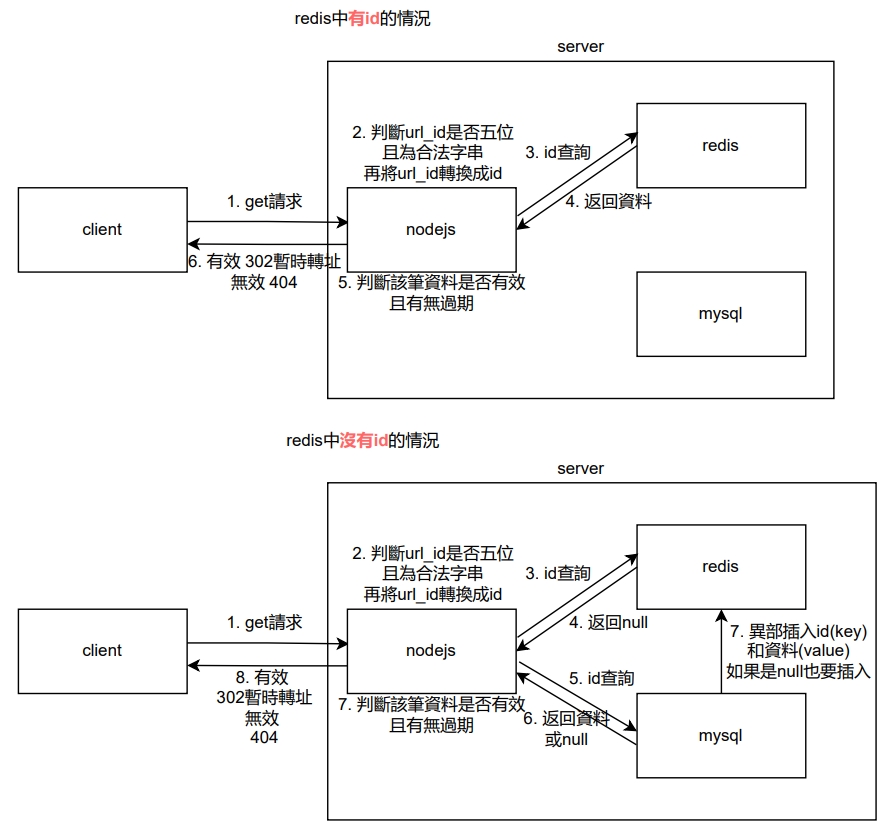 redis中有id的情況
server
2. 判斷url_id是否五位
且為合法字串
再將url_id轉換成id
3. id查詢
redis
4. 返回資料
1. get請求
client
nodejs
6. 有效 302暫時轉址
無效 404
5. 判斷該筆資料是否有效
且有無過期
mysql
redis中沒有id的情況
server
2. 判斷url_id是否五位
且為合法字串
再將url_id轉換成id
3. id查詢
redis
4. 返回null
1. get請求
client
nodejs
7. 異部插入id(key)
和資料(value)
如果是null也要插入
8. 有效
302暫時轉址
無效
404
5. id查詢
7. 判斷該筆資料是否有效
且有無過期
6. 返回資料
或null
mysql